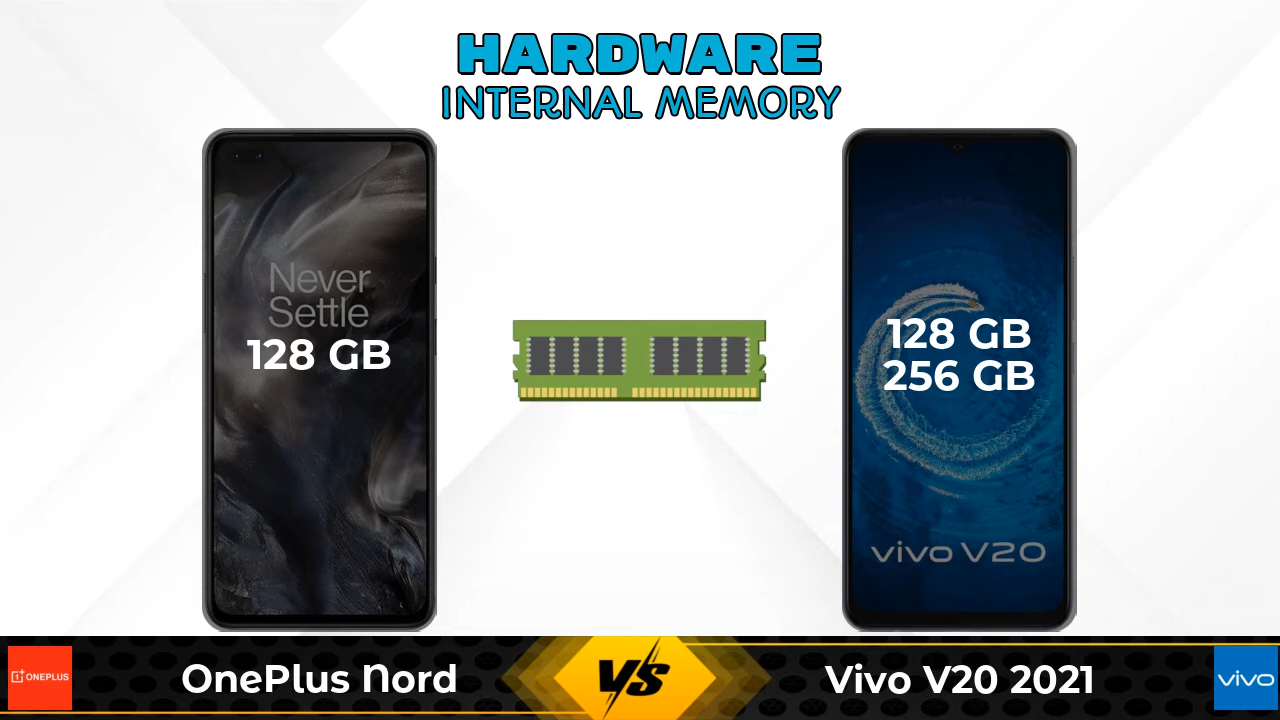 HARDWARE
INTERNAL MEMORY
Never
Settle
128 GB
128 GB
256 GB
vivo V20
ONEPLUS
OnePlus Nord
VS
Vivo V20 2021
vivo